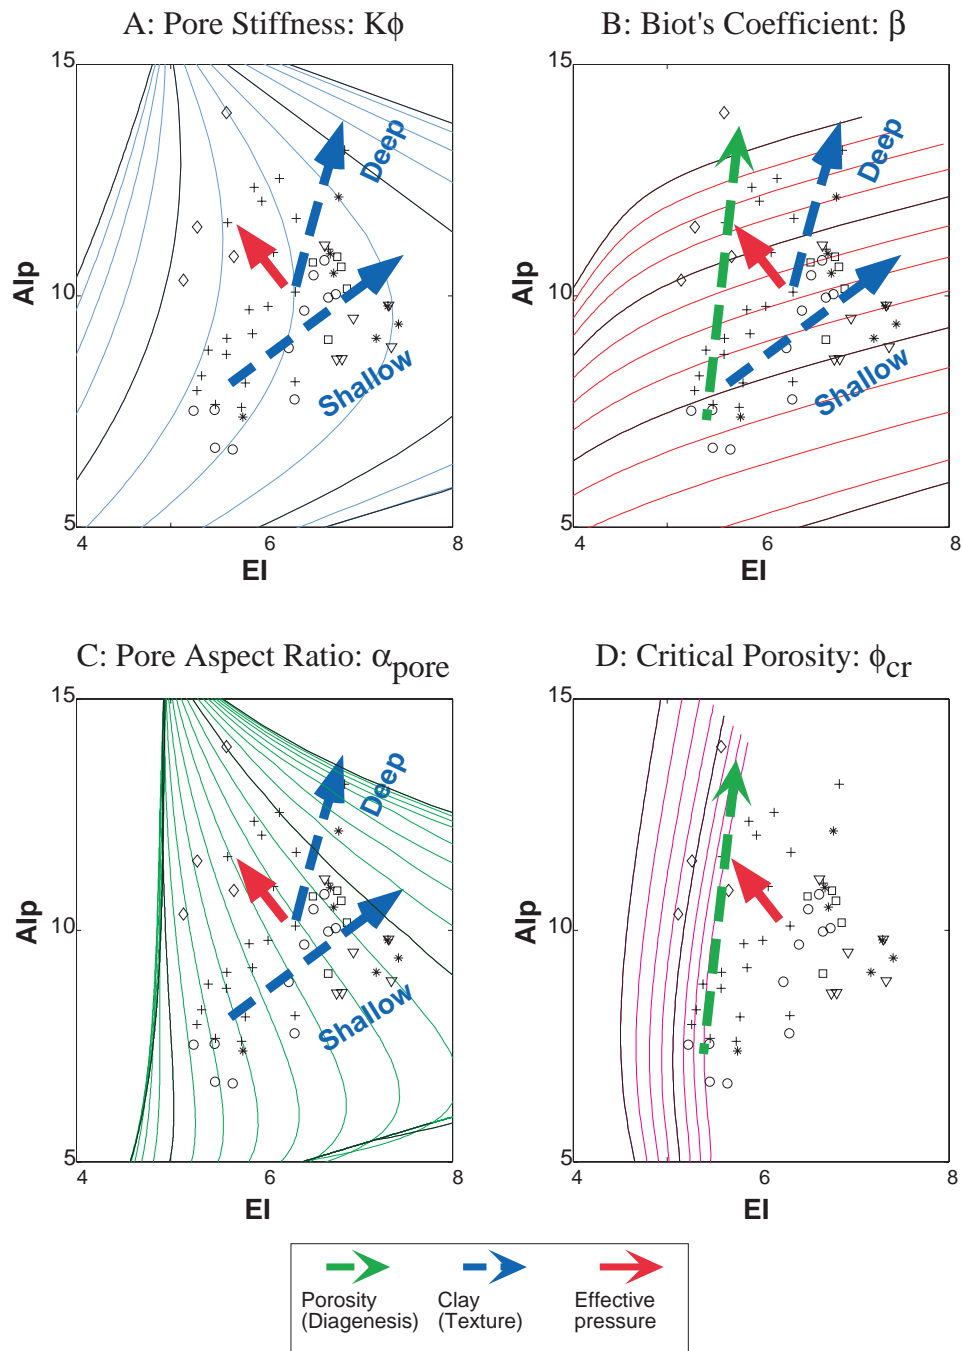 A: Pore Stiffness: Kϕ
B: Biot's Coefficient: β
15
10
5
4
6
8
AIp
EI
Deep
Shallow
15
10
5
4
6
8
AIp
EI
Deep
Shallow
C: Pore Aspect Ratio: αpore
D: Critical Porosity: ϕcr
15
10
5
4
6
8
AIp
EI
Deep
Shallow
15
10
5
4
6
8
AIp
EI
Porosity
(Diagenesis)
Clay
(Texture)
Effective
pressure